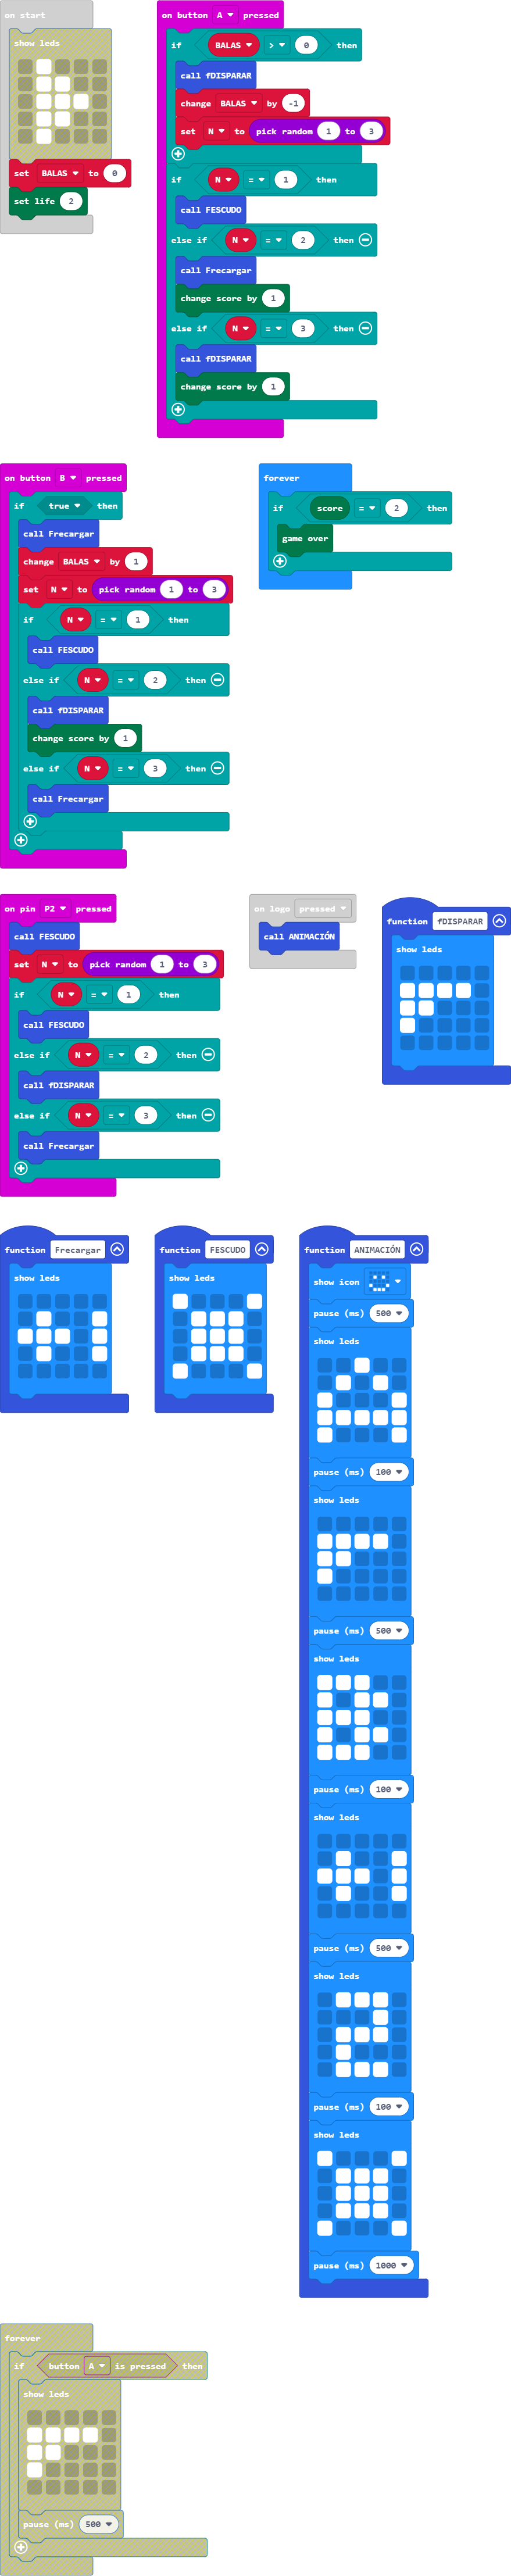 on start
show leds
set BALAS to 0
set life 2
on button A pressed
if BALAS > 0 then
call fDISPARAR
change BALAS by -1
set N to pick random 1 to 3
if N = 1 then
call FESCUDO
else if N = 2 then
call Frecargar
change score by 1
else if N = 3 then
call fDISPARAR
change score by 1
on button B pressed
if true then
call Frecargar
change BALAS by 1
set N to pick random 1 to 3
if N = 1 then
call FESCUDO
else if N = 2 then
call fDISPARAR
change score by 1
else if N = 3 then
call Frecargar
forever
if score = 2 then
game over
on pin P2 pressed
call FESCUDO
set N to pick random 1 to 3
if N = 1 then
call FESCUDO
else if N = 2 then
call fDISPARAR
else if N = 3 then
call Frecargar
on logo pressed
call ANIMACIÓN
function fDISPARAR
show leds
function Frecargar
show leds
function FESCUDO
show leds
function ANIMACIÓN
show icon
pause (ms) 500
show leds
pause (ms) 100
show leds
pause (ms) 500
show leds
pause (ms) 100
show leds
pause (ms) 500
show leds
pause (ms) 100
show leds
pause (ms) 1000
forever
if button A is pressed then
show leds
pause (ms) 500